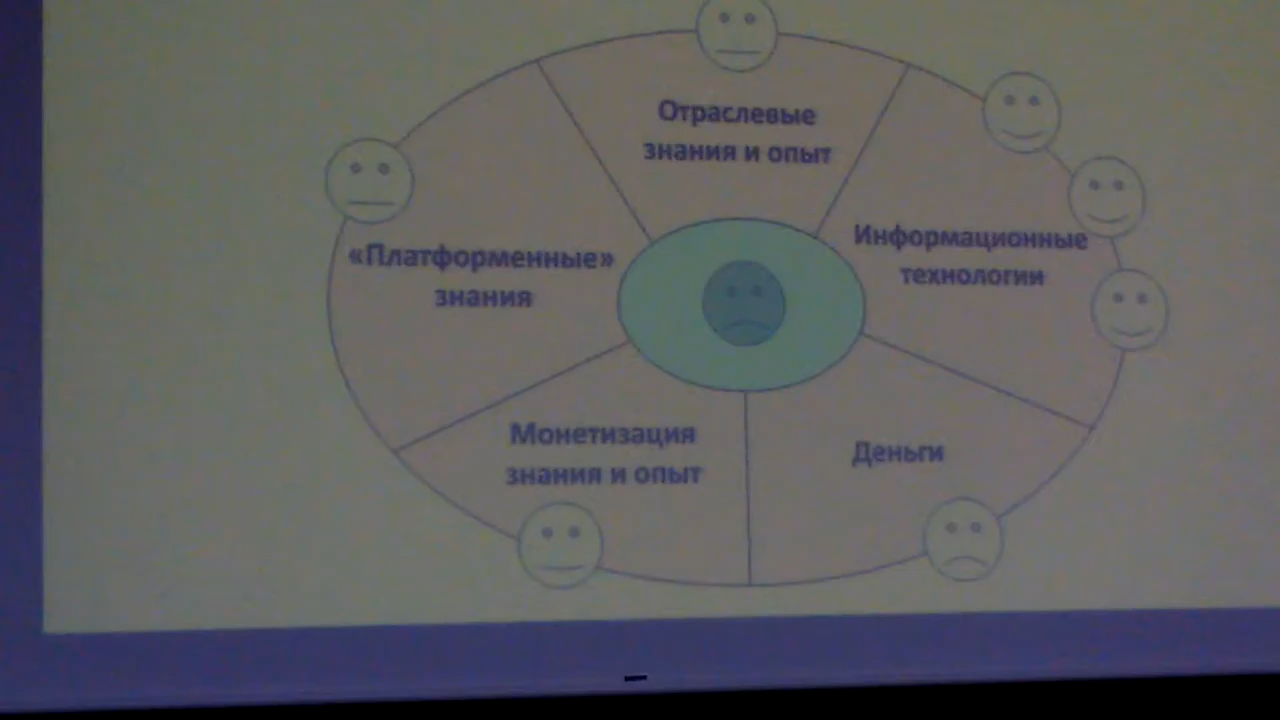 Отраслевые
знания и опыт
Информационные
технологии
«Платформенные»
знания
Монетизация
знания и опыт
Деньги